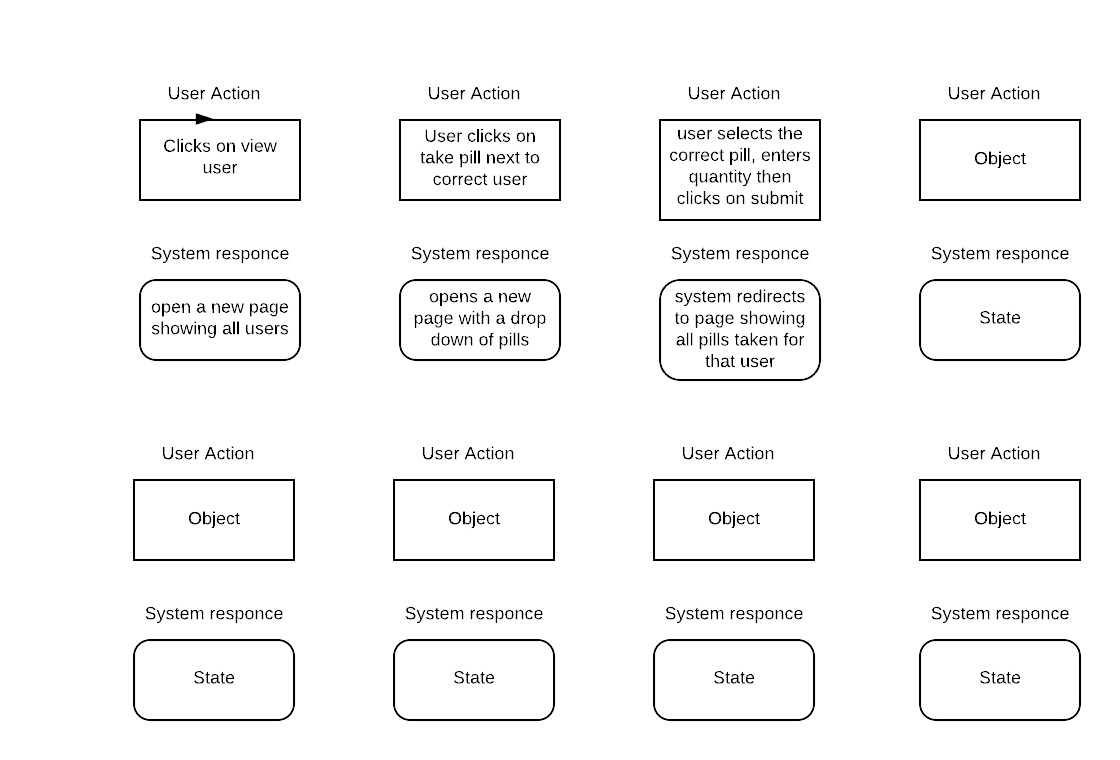 User Action
User Action
User Action
User Action
Clicks on view
user
User clicks on
take pill next to
correct user
user selects the
correct pill, enters
quantity then
clicks on submit
Object
System responce
System responce
System responce
System responce
open a new page
showing all users
opens a new
page with a drop
down of pills
system redirects
to page showing
all pills taken for
that user
State
User Action
User Action
User Action
User Action
Object
Object
Object
Object
System responce
System responce
System responce
System responce
State
State
State
State